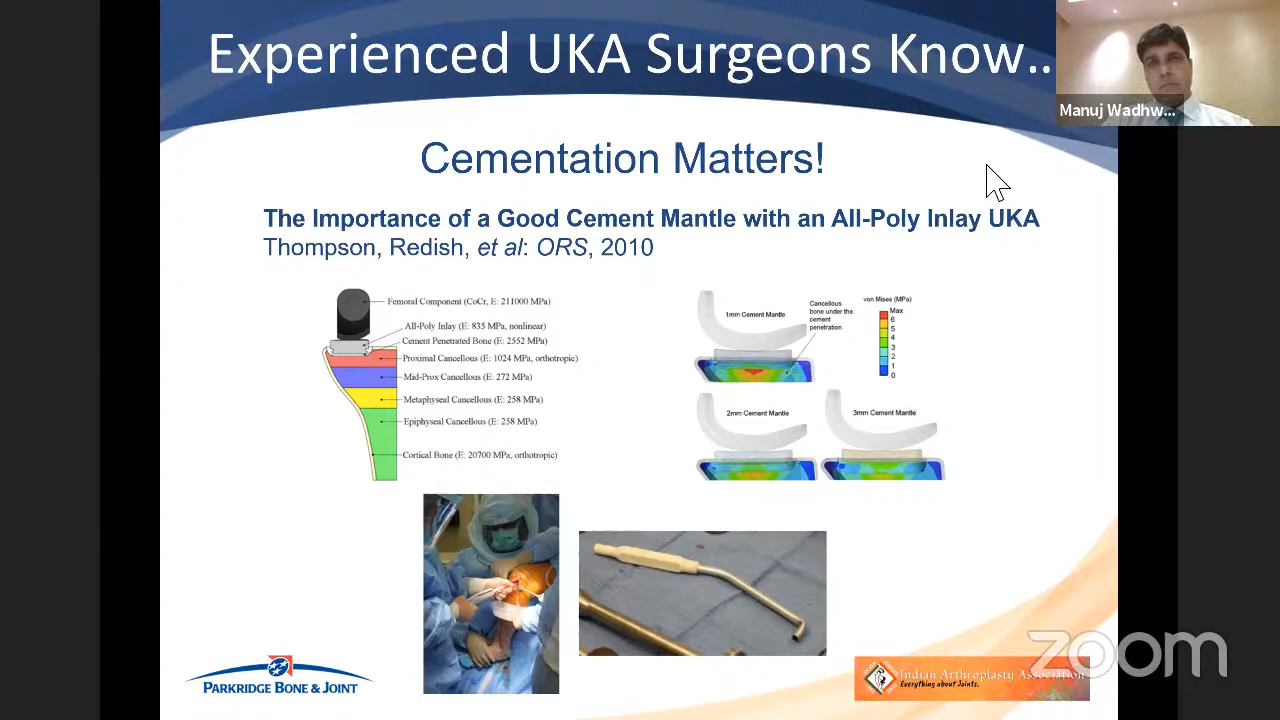 Experienced UKA Surgeons Know..
Manuj Wadhw...
Cementation Matters!
The Importance of a Good Cement Mantle with an All-Poly Inlay UKA
Thompson, Redish, et al: ORS, 2010
Femoral Component (CoCr, E: 211000 MPa)
All-Poly Inlay (E: 835 MPa, nonlinear)
Cement Penetrated Bone (E: 2552 MPa)
Proximal Cancellous (E: 1024 MPa, orthotropic)
Mid-Prox Cancellous (E: 272 MPa)
Metaphyseal Cancellous (E: 258 MPa)
Epiphyseal Cancellous (E: 258 MPa)
Cortical Bone (E: 20700 MPa, orthotropic)
1mm Cement Mantle
Cancellous
bone under the
cement
penetration
von Mises (MPa)
Max
6
5
4
3
2
1
0
2mm Cement Mantle
3mm Cement Mantle
PARKRIDGE BONE & JOINT
Indian Arthroplasty Association
Everything about Joints.
zoom